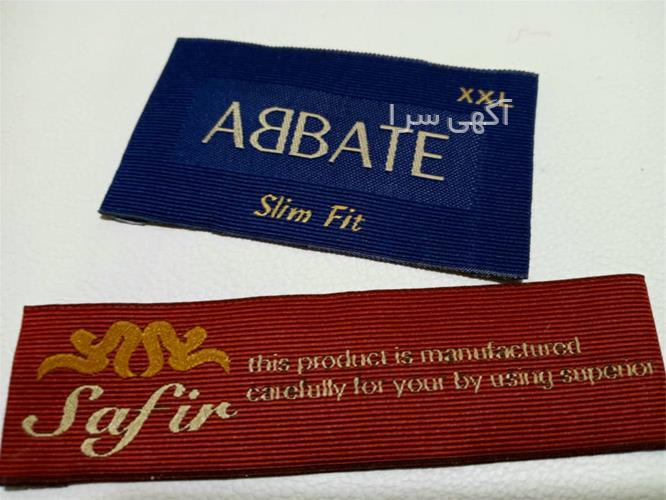 XXL
آگهی سرا
ABBATE
Slim Fit
Safir
this product is manufactured
carefully for your by using superior